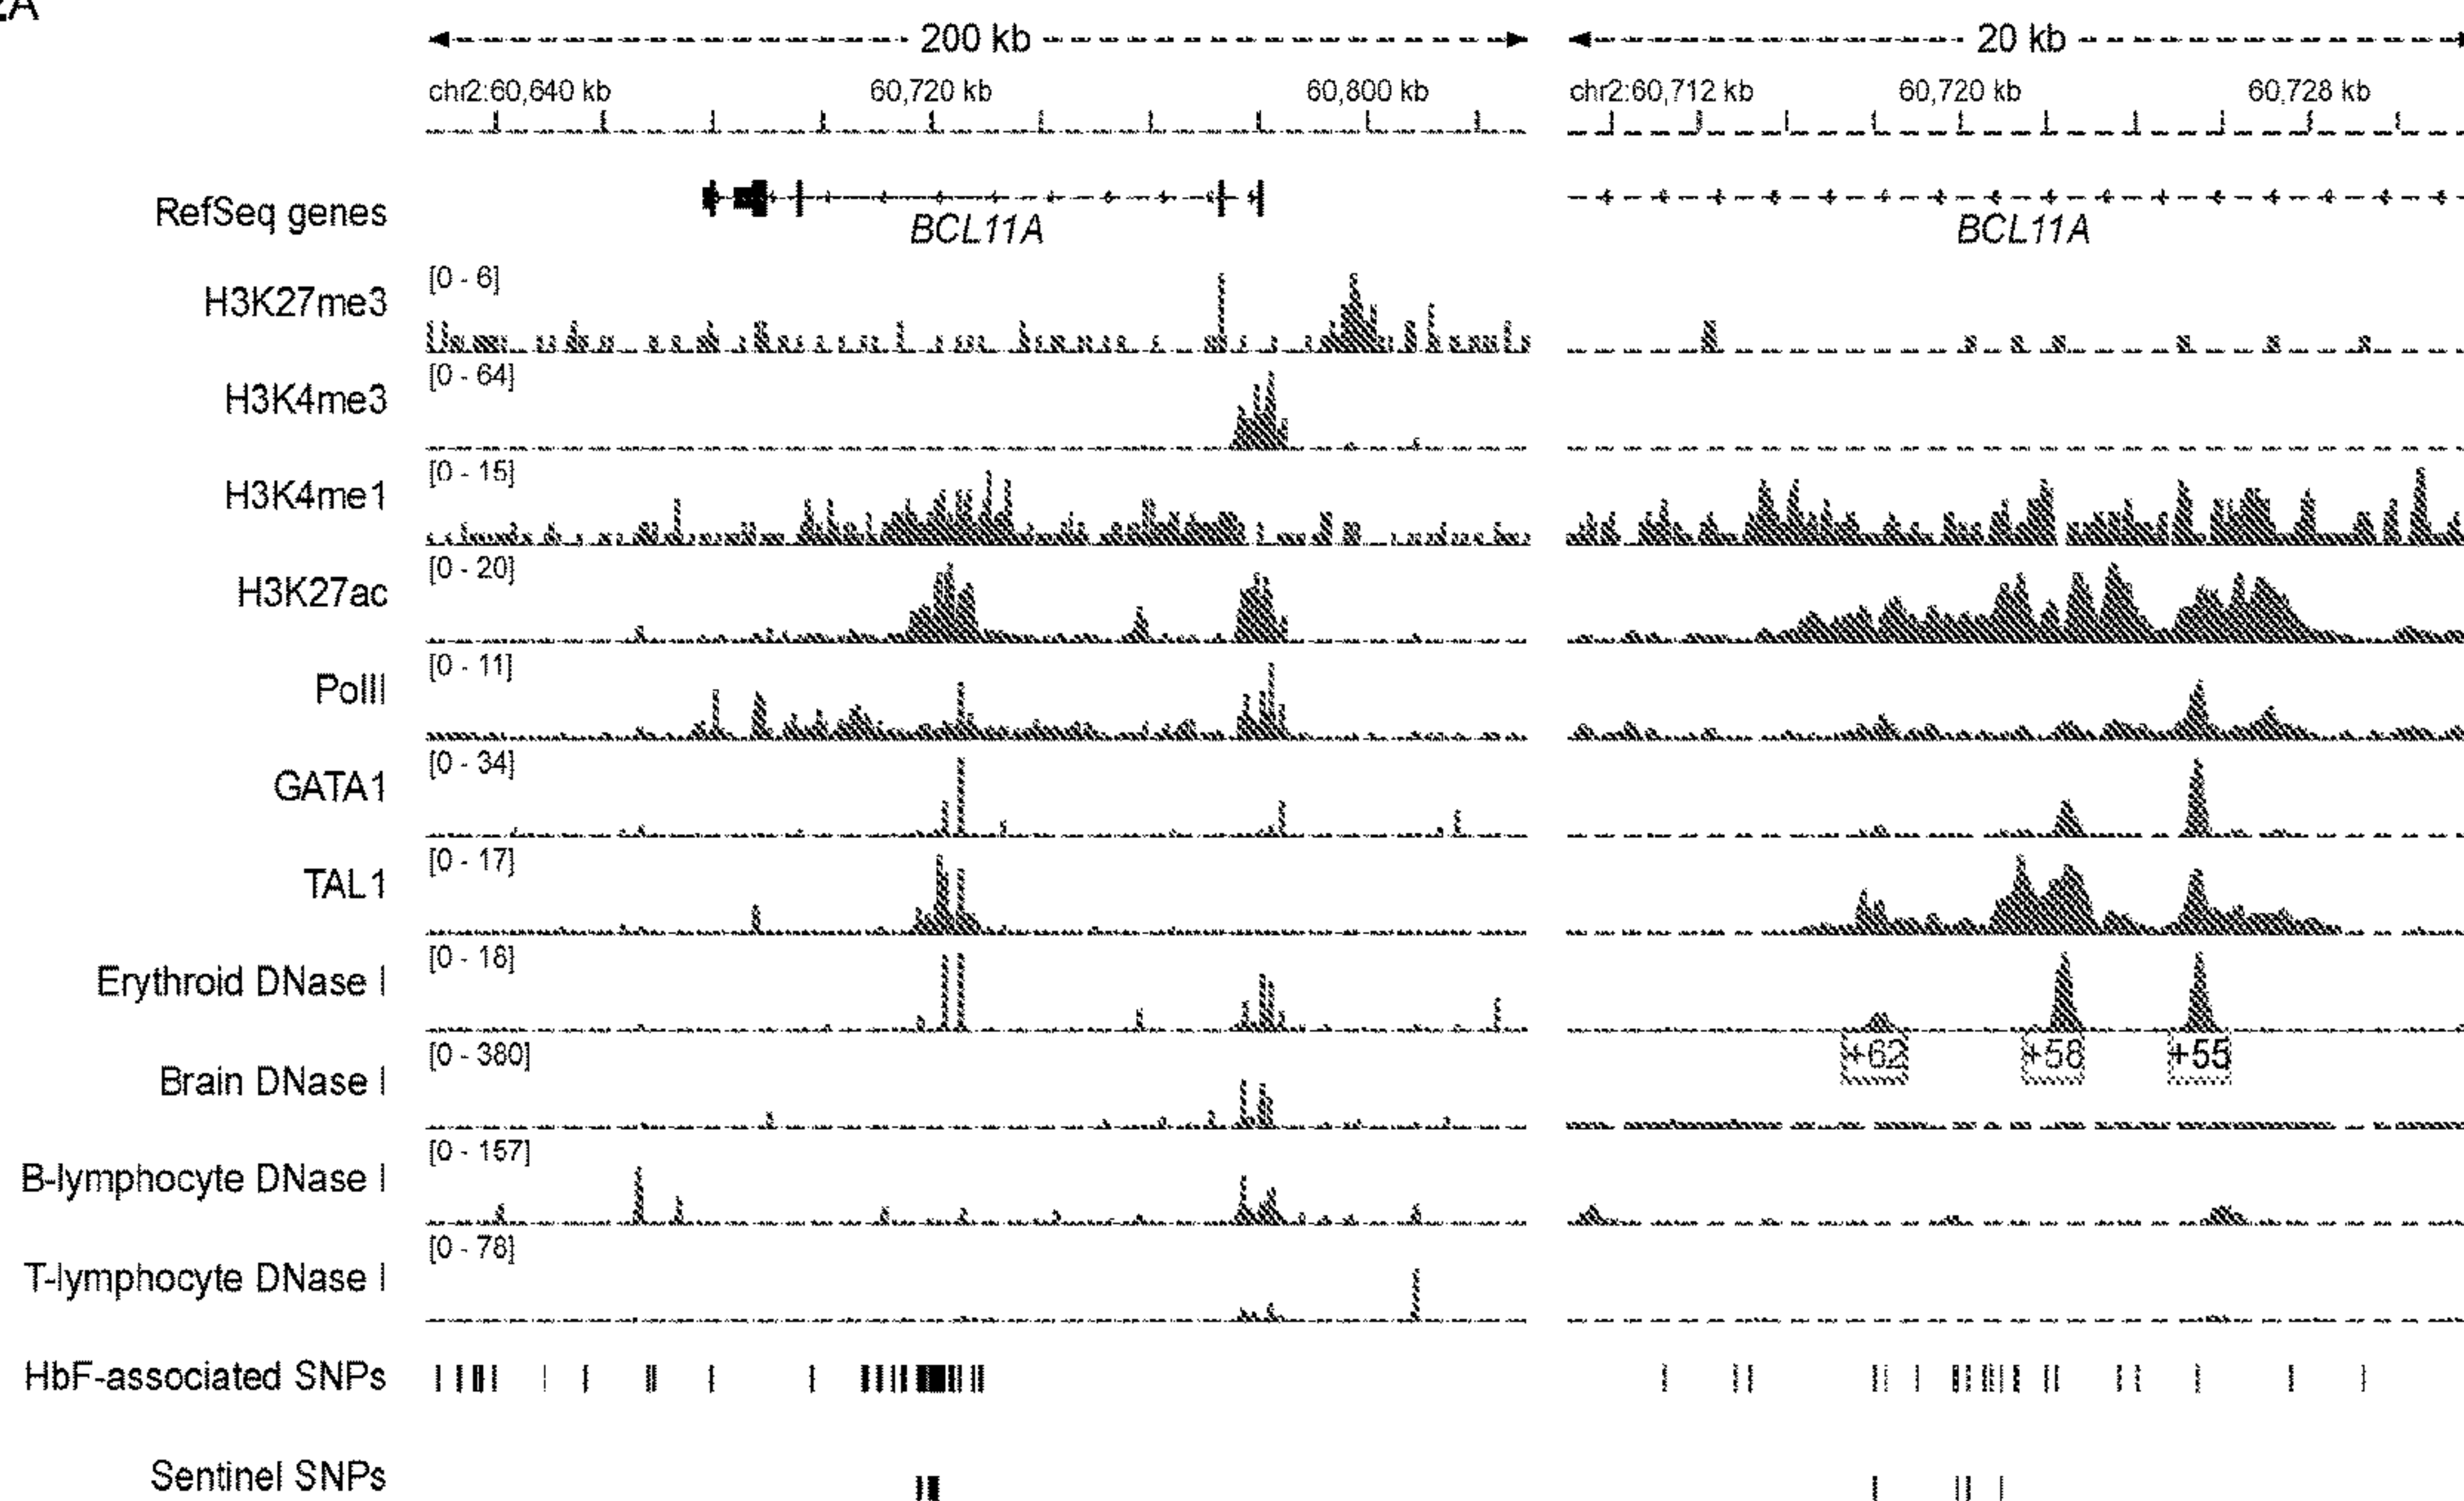 2A
200 kb 20 kb
chr2:60,640 kb 60,720 kb 60,800 kb chr2:60,712 kb 60,720 kb 60,728 kb
RefSeq genes
BCL11A BCL11A
H3K27me3 [0 - 6]
H3K4me3 [0 - 64]
H3K4me1 [0 - 15]
H3K27ac [0 - 20]
PolII [0 - 11]
GATA1 [0 - 34]
TAL1 [0 - 17]
Erythroid DNase I [0 - 18]
+62 +58 +55
Brain DNase I [0 - 380]
B-lymphocyte DNase I [0 - 157]
T-lymphocyte DNase I [0 - 78]
HbF-associated SNPs
Sentinel SNPs